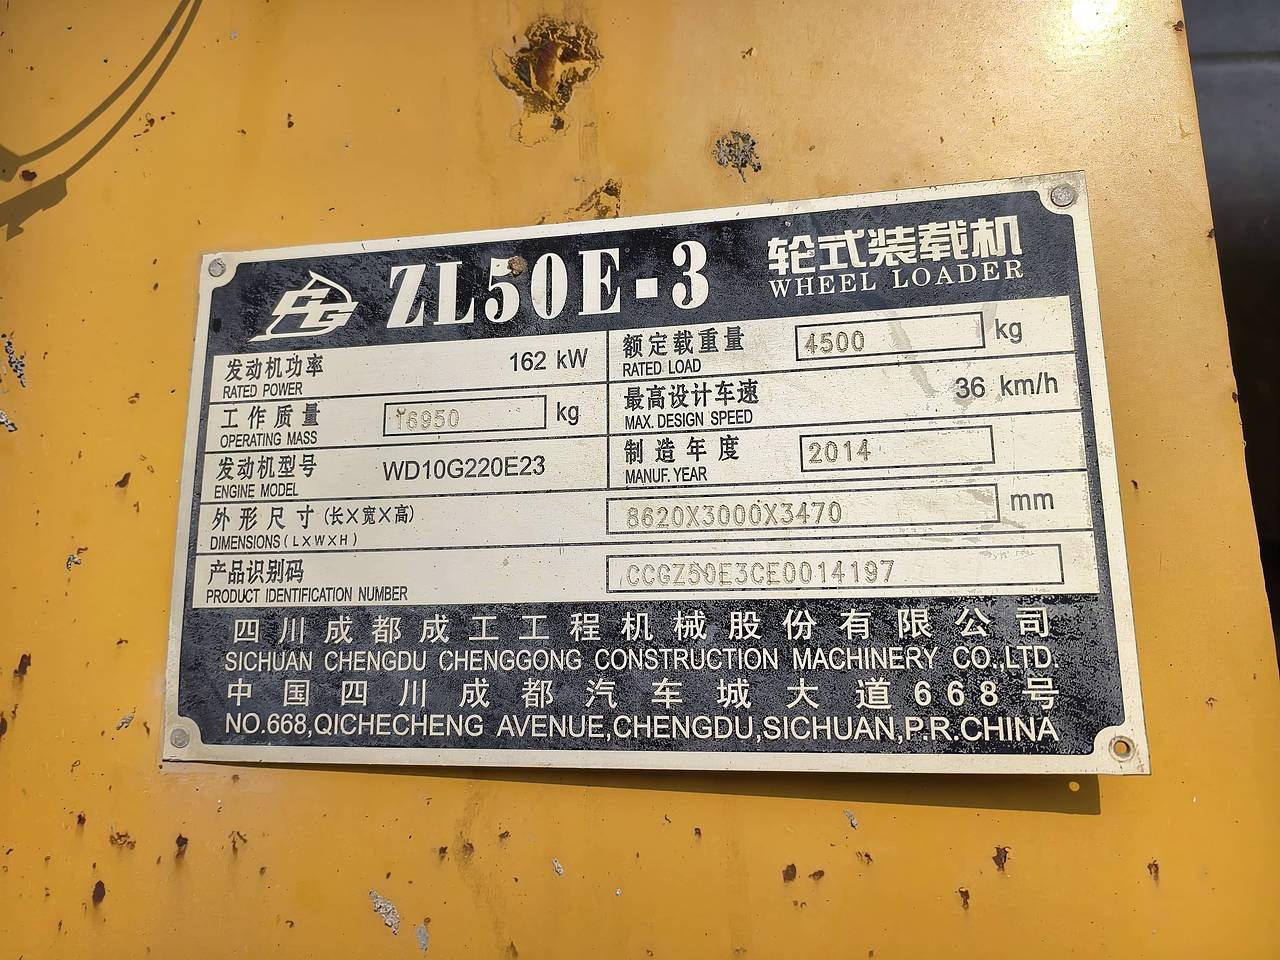 CG ZL50E-3 轮式装载机
WHEEL LOADER
发动机功率 162 kW
RATED POWER
额定载重量 4500 kg
RATED LOAD
工作质量 16950 kg
OPERATING MASS
最高设计车速 36 km/h
MAX. DESIGN SPEED
发动机型号 WD10G220E23
ENGINE MODEL
制造年度 2014
MANUF. YEAR
外形尺寸(长×宽×高) 8620X3000X3470 mm
DIMENSIONS(L×W×H)
产品识别码 CCGZ50E3CE0014197
PRODUCT IDENTIFICATION NUMBER
四川成都成工工程机械股份有限公司
SICHUAN CHENGDU CHENGGONG CONSTRUCTION MACHINERY CO.,LTD.
中国四川成都汽车城大道668号
NO.668,QICHECHENG AVENUE,CHENGDU,SICHUAN,P.R.CHINA